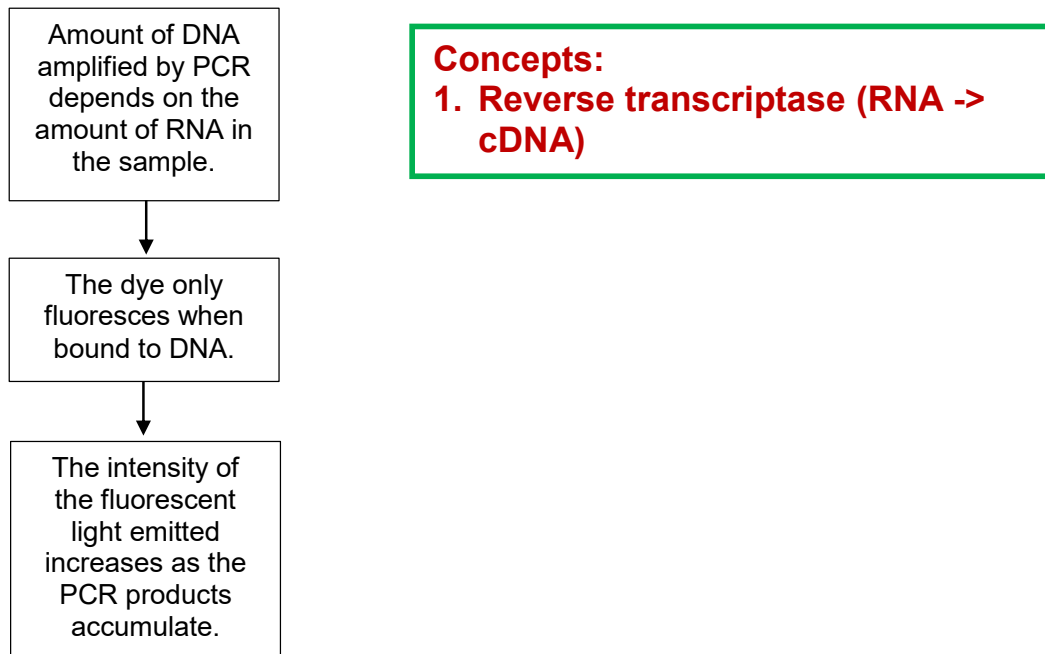 Amount of DNA
amplified by PCR
depends on the
amount of RNA in
the sample.
The dye only
fluoresces when
bound to DNA.
The intensity of
the fluorescent
light emitted
increases as the
PCR products
accumulate.
Concepts:
1. Reverse transcriptase (RNA ->
cDNA)